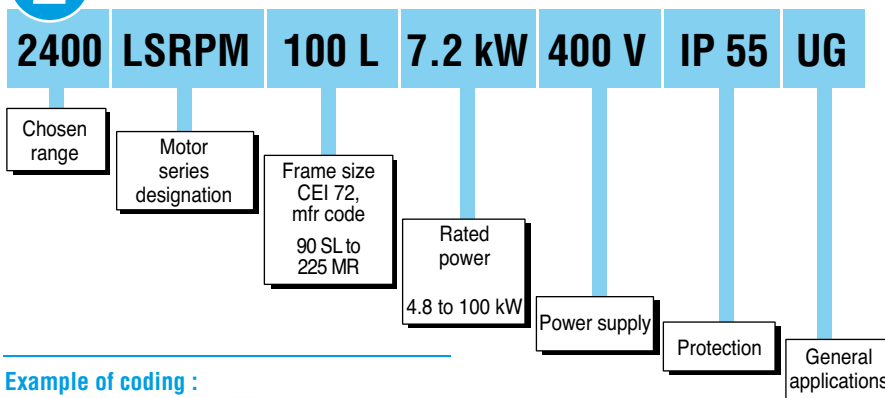 2400 LSRPM 100 L 7.2 kW 400 V IP 55 UG
Chosen
range
Motor
series
designation
Frame size
CEI 72,
mfr code
90 SL to
225 MR
Rated
power
4.8 to 100 kW
Power supply
Protection
General
applications
Example of coding :